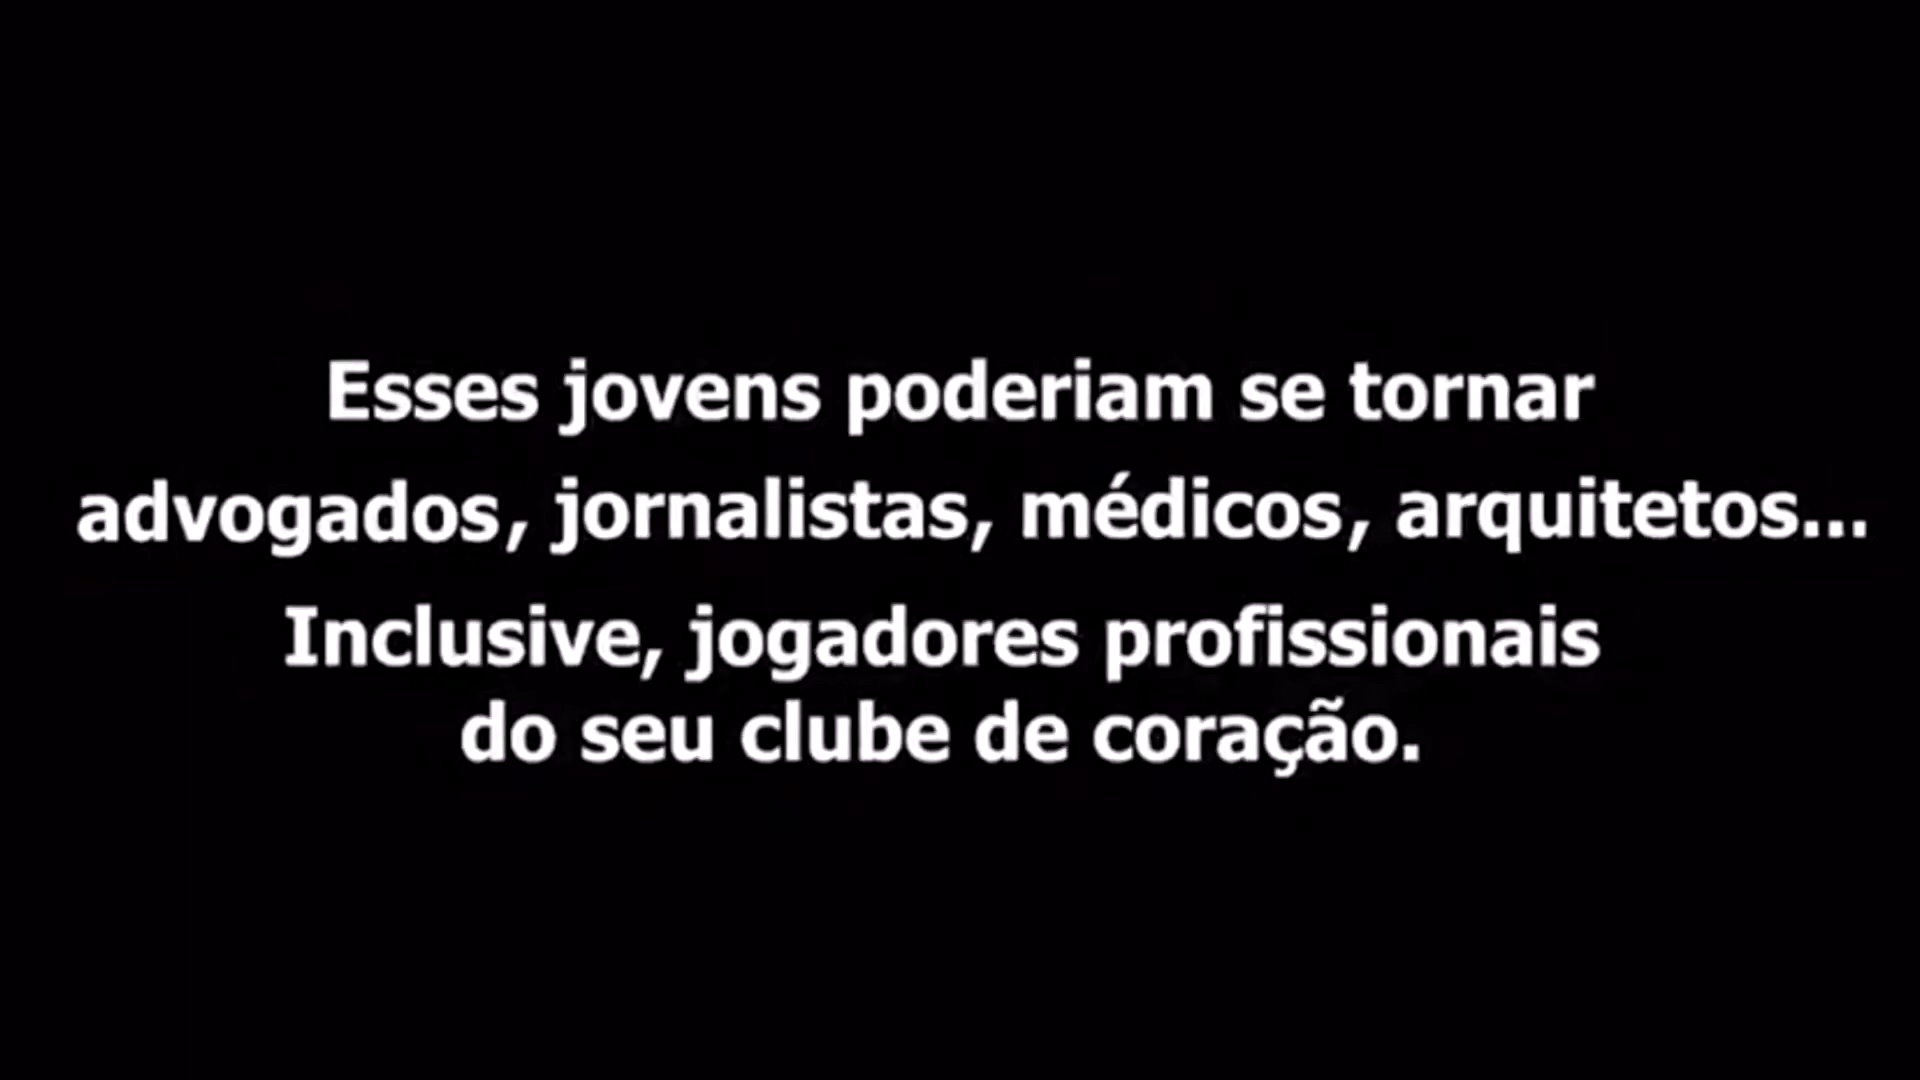 Esses jovens poderiam se tornar
advogados, jornalistas, médicos, arquitetos...
Inclusive, jogadores profissionais
do seu clube de coração.